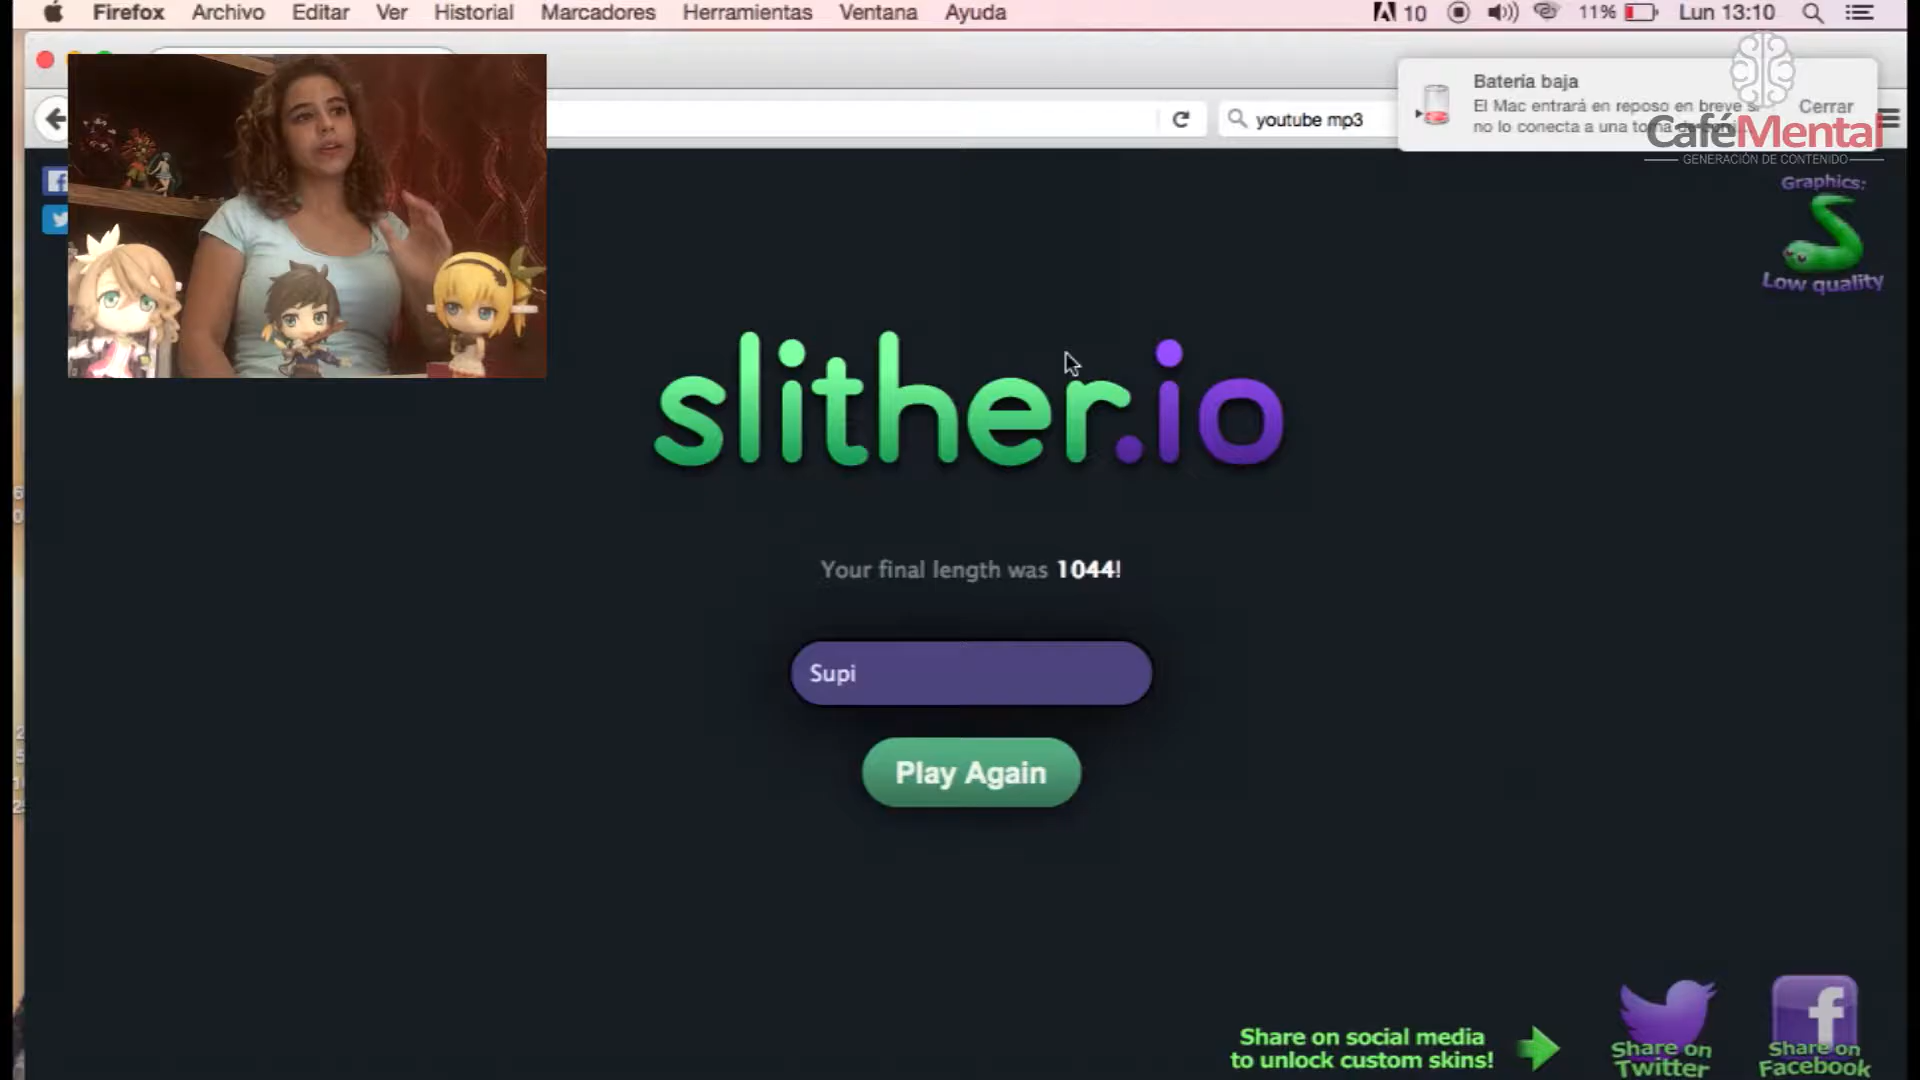 Firefox Archivo Editar Ver Historial Marcadores Herramientas Ventana Ayuda
10 11% Lun 13:10
youtube mp3
Batería baja
El Mac entrará en reposo en breve si
no lo conecta a una toma de
Cerrar
CaféMental
GENERACIÓN DE CONTENIDO
Graphics:
Low quality
slither.io
Your final length was 1044!
Supi
Play Again
Share on social media
to unlock custom skins!
Share on
Twitter
Share on
Facebook